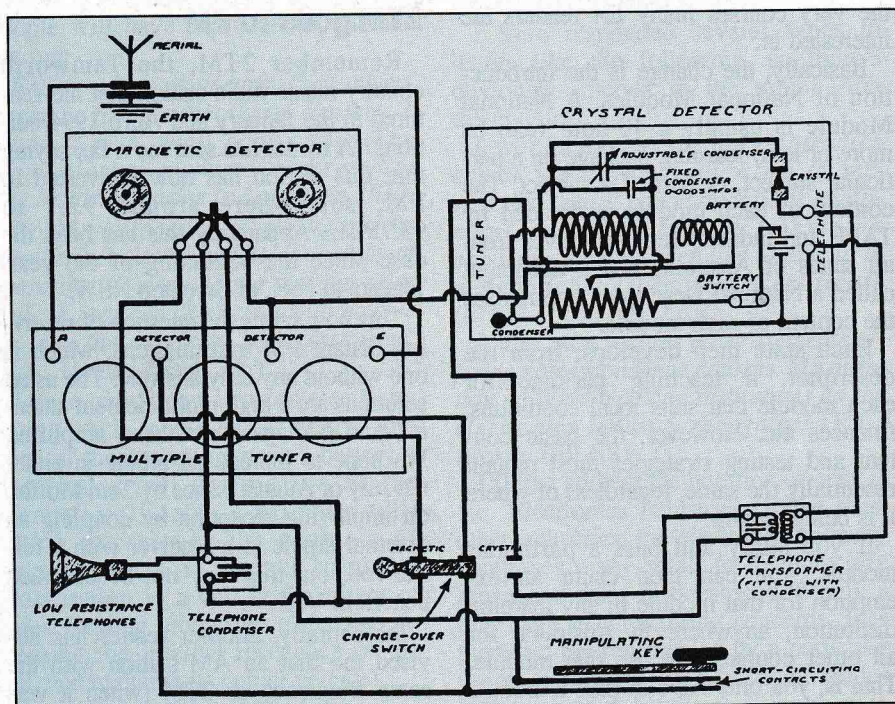 AERIAL
EARTH
MAGNETIC DETECTOR
CRYSTAL DETECTOR
ADJUSTABLE CONDENSER
FIXED
CONDENSER
0.0005 MFDS
CRYSTAL
BATTERY
TUNER
TELEPHONE
BATTERY
SWITCH
CONDENSER
A
DETECTOR
DETECTOR
E
MULTIPLE TUNER
MAGNETIC
CRYSTAL
LOW RESISTANCE
TELEPHONES
TELEPHONE
CONDENSER
CHANGE-OVER
SWITCH
TELEPHONE
TRANSFORMER
(FITTED WITH
CONDENSER)
MANIPULATING
KEY
SHORT-CIRCUITING
CONTACTS